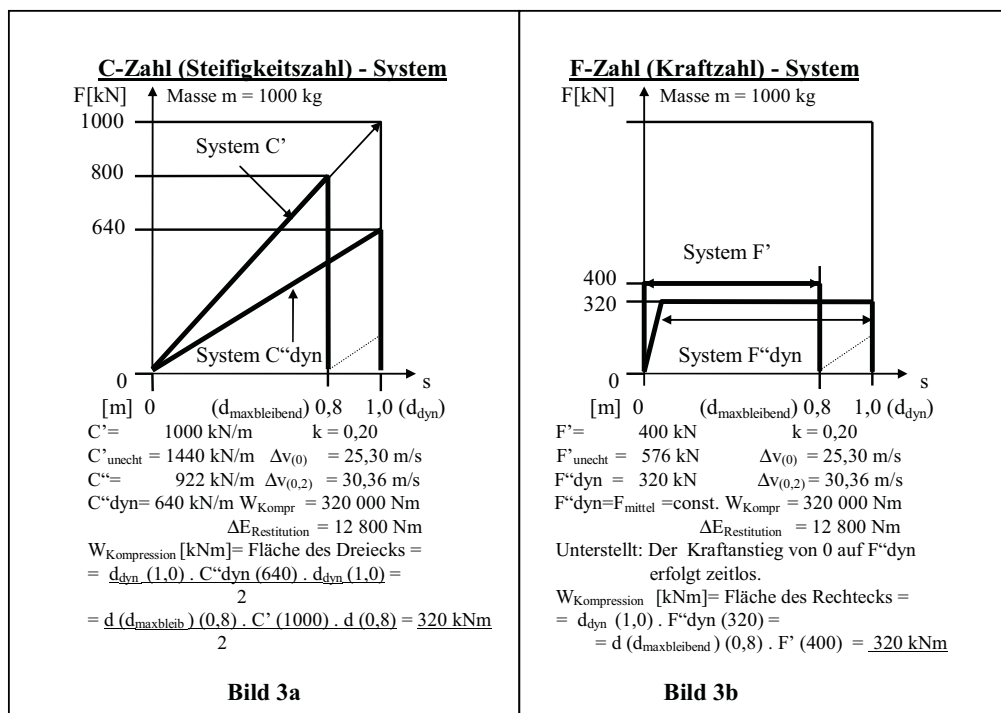 C-Zahl (Steifigkeitszahl) - System
F[kN] Masse m = 1000 kg
1000
System C'
800
640
System C“dyn
0
s
[m] 0 (dmaxbleibend) 0,8 1,0 (ddyn)
C'= 1000 kN/m k = 0,20
C'unecht = 1440 kN/m Δv(0) = 25,30 m/s
C“= 922 kN/m Δv(0,2) = 30,36 m/s
C“dyn= 640 kN/m WKompr = 320 000 Nm
ΔERestitution = 12 800 Nm
WKompression [kNm]= Fläche des Dreiecks =
= ddyn (1,0) . C“dyn (640) . ddyn (1,0) =
2
= d (dmaxbleib ) (0,8) . C' (1000) . d (0,8) = 320 kNm
2
Bild 3a
F-Zahl (Kraftzahl) - System
F[kN] Masse m = 1000 kg
System F'
400
320
System F“dyn
0
s
[m] 0 (dmaxbleibend) 0,8 1,0 (ddyn)
F'= 400 kN k = 0,20
F'unecht = 576 kN Δv(0) = 25,30 m/s
F“dyn = 320 kN Δv(0,2) = 30,36 m/s
F“dyn=Fmittel =const. WKompr = 320 000 Nm
ΔERestitution = 12 800 Nm
Unterstellt: Der Kraftanstieg von 0 auf F“dyn
erfolgt zeitlos.
WKompression [kNm]= Fläche des Rechtecks =
= ddyn (1,0) . F“dyn (320) =
= d (dmaxbleibend ) (0,8) . F' (400) = 320 kNm
Bild 3b